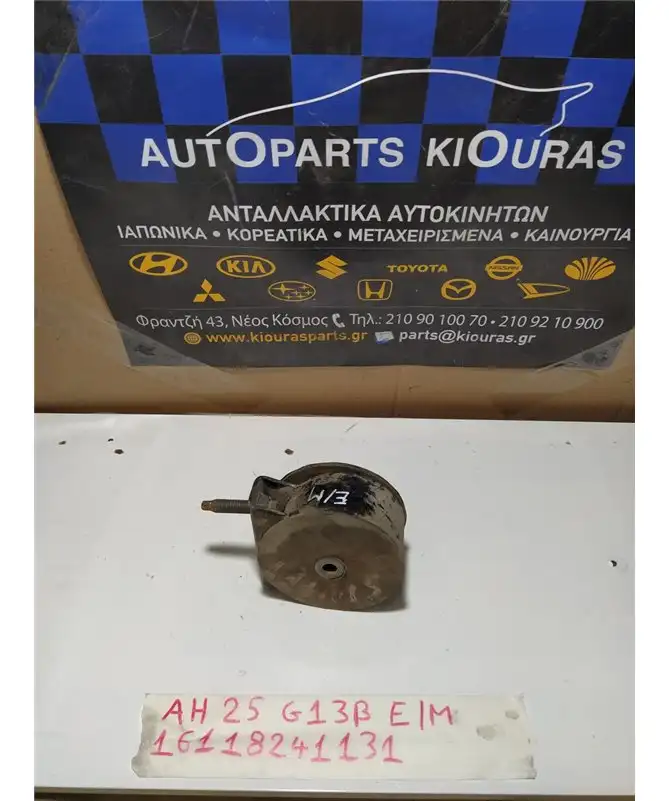 AUTOPARTS KIOURAS
ΑΝΤΑΛΛΑΚΤΙΚΑ ΑΥΤΟΚΙΝΗΤΩΝ
ΙΑΠΩΝΙΚΑ • ΚΟΡΕΑΤΙΚΑ • ΜΕΤΑΧΕΙΡΙΣΜΕΝΑ • ΚΑΙΝΟΥΡΓΙΑ
KIA TOYOTA NISSAN
Φραντζή 43, Νέος Κόσμος Τηλ.: 210 90 100 70 • 210 92 10 900
www.kiourasparts.gr parts@kiouras.gr
E/M
AH 25 G13B E/M
16118241131